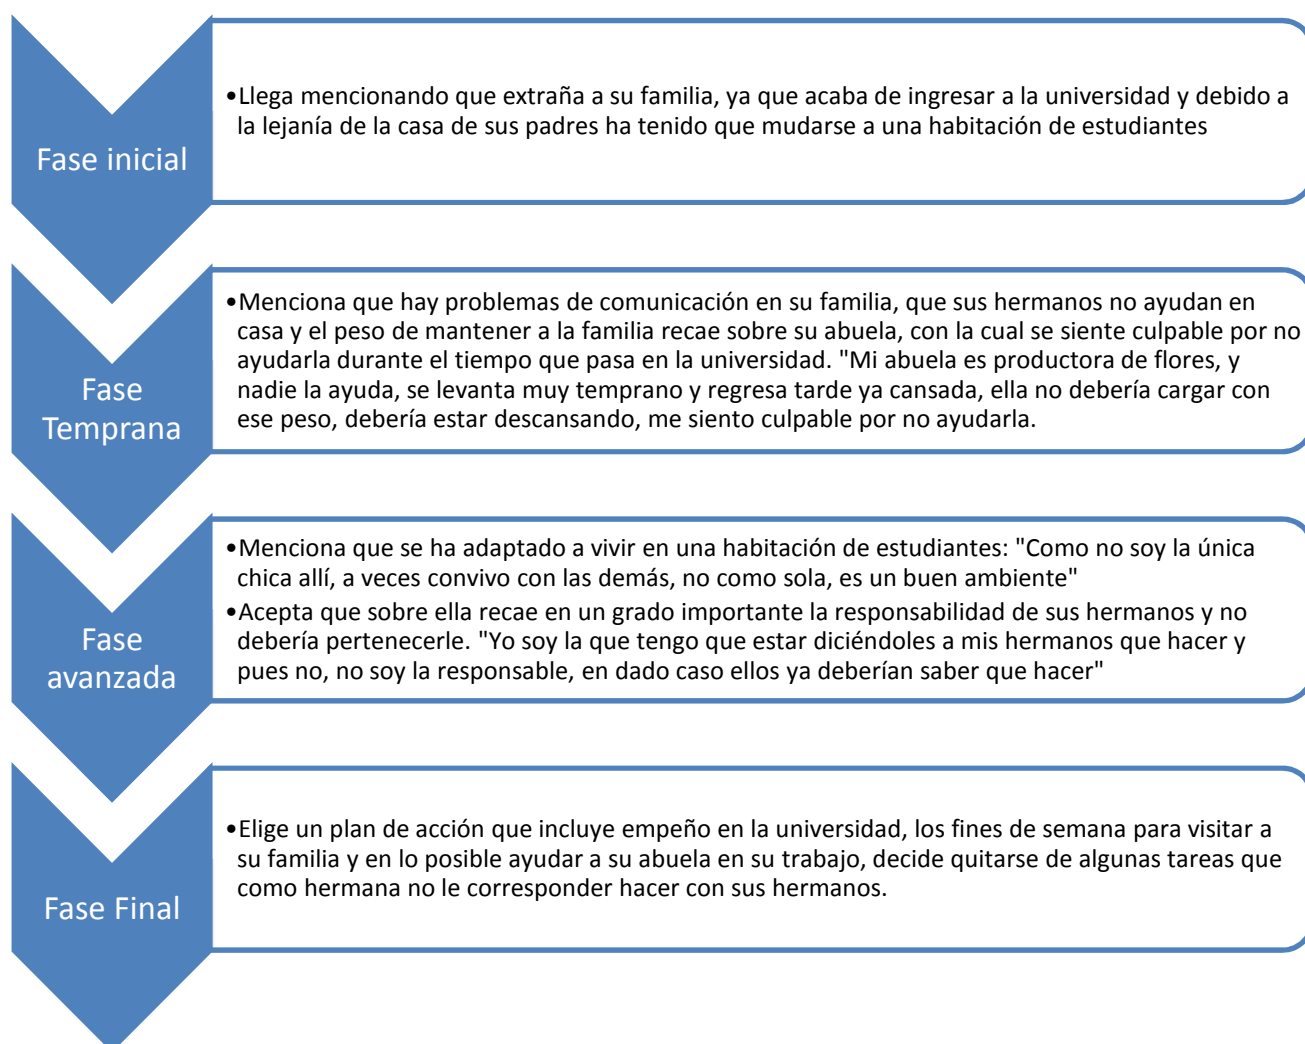 Fase inicial
•Llega mencionando que extraña a su familia, ya que acaba de ingresar a la universidad y debido a
la lejanía de la casa de sus padres ha tenido que mudarse a una habitación de estudiantes
Fase
Temprana
•Menciona que hay problemas de comunicación en su familia, que sus hermanos no ayudan en
casa y el peso de mantener a la familia recae sobre su abuela, con la cual se siente culpable por no
ayudarla durante el tiempo que pasa en la universidad. "Mi abuela es productora de flores, y
nadie la ayuda, se levanta muy temprano y regresa tarde ya cansada, ella no debería cargar con
ese peso, debería estar descansando, me siento culpable por no ayudarla.
Fase
avanzada
•Menciona que se ha adaptado a vivir en una habitación de estudiantes: "Como no soy la única
chica allí, a veces convivo con las demás, no como sola, es un buen ambiente"
•Acepta que sobre ella recae en un grado importante la responsabilidad de sus hermanos y no
debería pertenecerle. "Yo soy la que tengo que estar diciéndoles a mis hermanos que hacer y
pues no, no soy la responsable, en dado caso ellos ya deberían saber que hacer"
Fase Final
•Elige un plan de acción que incluye empeño en la universidad, los fines de semana para visitar a
su familia y en lo posible ayudar a su abuela en su trabajo, decide quitarse de algunas tareas que
como hermana no le corresponder hacer con sus hermanos.